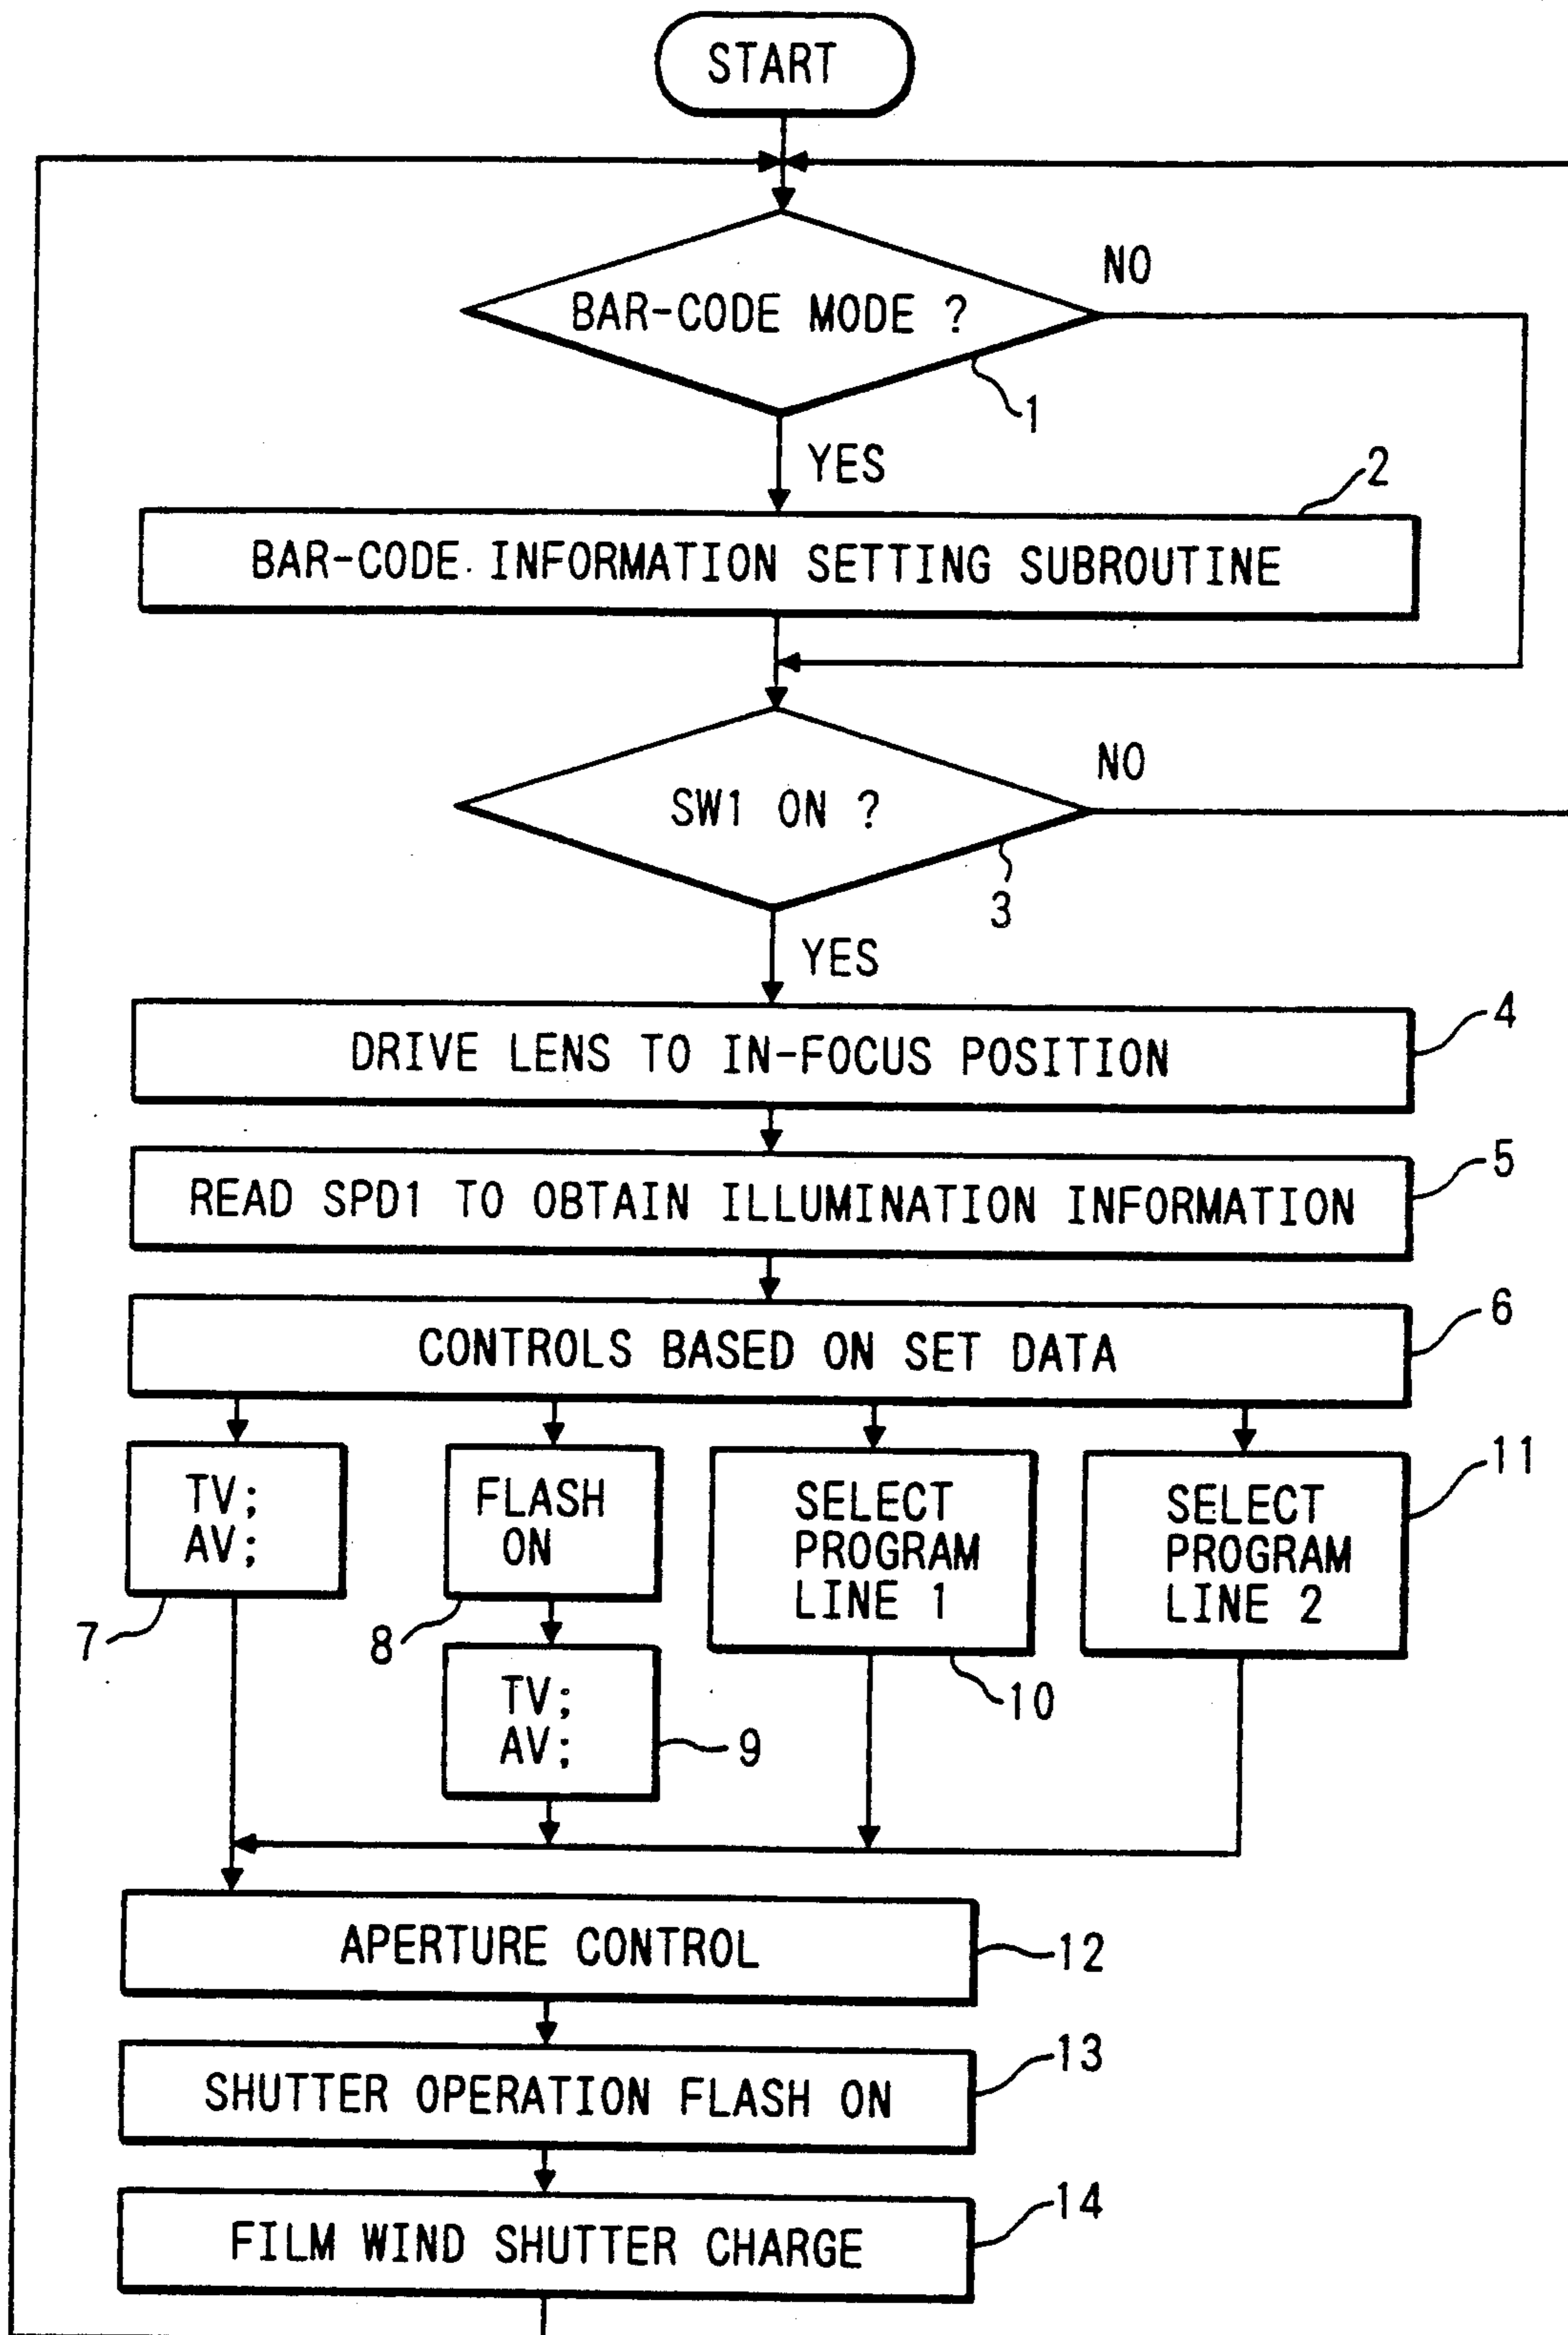 START
NO
BAR-CODE MODE ?
1
YES
2
BAR-CODE INFORMATION SETTING SUBROUTINE
NO
SW1 ON ?
3
YES
4
DRIVE LENS TO IN-FOCUS POSITION
5
READ SPD1 TO OBTAIN ILLUMINATION INFORMATION
6
CONTROLS BASED ON SET DATA
TV;
AV;
7
FLASH
ON
8
TV;
AV;
9
SELECT
PROGRAM
LINE 1
10
SELECT
PROGRAM
LINE 2
11
APERTURE CONTROL
12
SHUTTER OPERATION FLASH ON
13
FILM WIND SHUTTER CHARGE
14